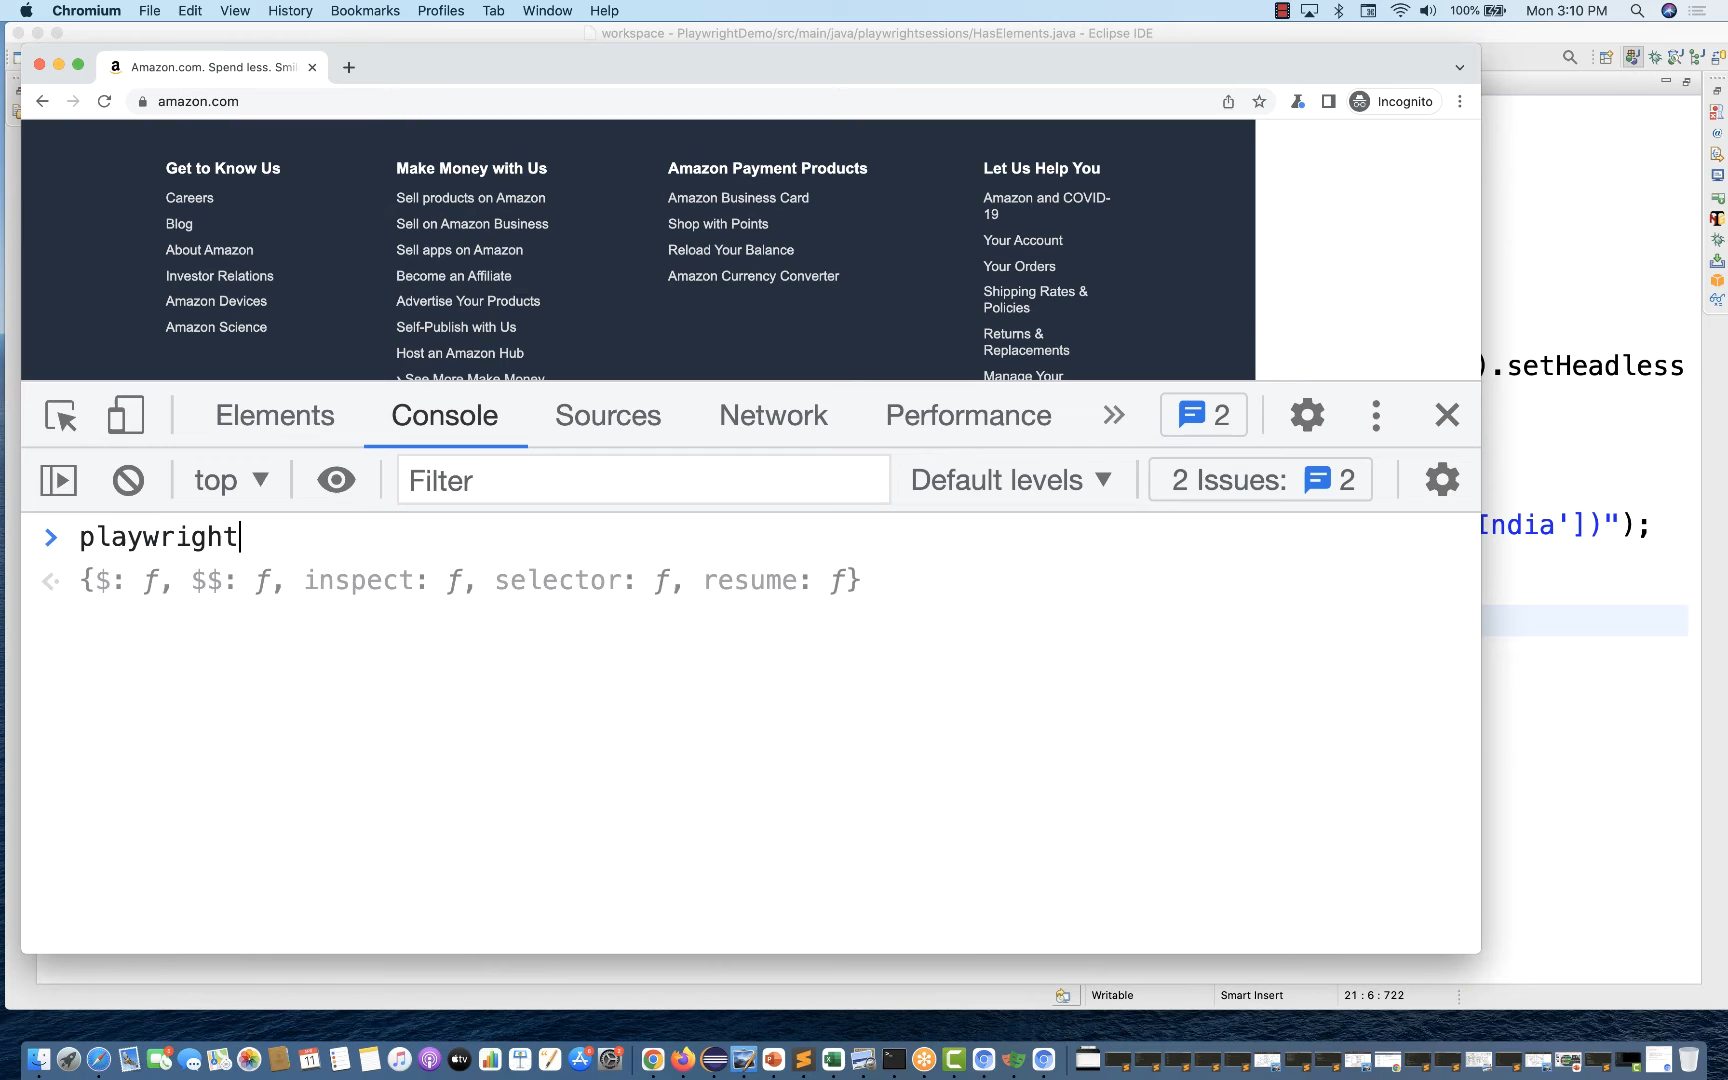 Chromium File Edit View History Bookmarks Profiles Tab Window Help 100% Mon 3:10 PM
workspace - PlaywrightDemo/src/main/java/playwrightsessions/HasElements.java - Eclipse IDE
Amazon.com. Spend less. Smi
amazon.com
Incognito
Get to Know Us
Careers
Blog
About Amazon
Investor Relations
Amazon Devices
Amazon Science
Make Money with Us
Sell products on Amazon
Sell on Amazon Business
Sell apps on Amazon
Become an Affiliate
Advertise Your Products
Self-Publish with Us
Host an Amazon Hub
› See More Make Money
Amazon Payment Products
Amazon Business Card
Shop with Points
Reload Your Balance
Amazon Currency Converter
Let Us Help You
Amazon and COVID-
19
Your Account
Your Orders
Shipping Rates &
Policies
Returns &
Replacements
Manage Your
).setHeadless
Elements Console Sources Network Performance 2
top Filter Default levels 2 Issues: 2
India'])");
> playwright
{$: f, $$: f, inspect: f, selector: f, resume: f}
Writable Smart Insert 21 : 6 : 722